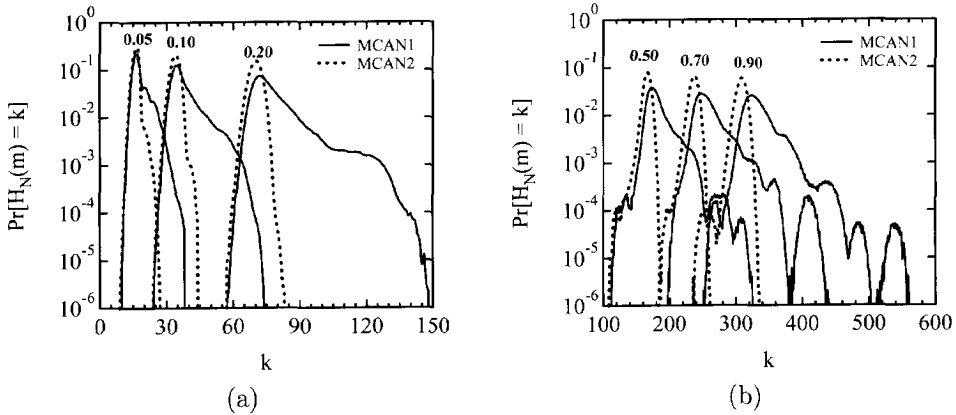 10^0
10^-1
10^-2
10^-3
10^-4
10^-5
10^-6
Pr[H_N(m) = k]
0.05 0.10 0.20
MCAN1
MCAN2
0 30 60 90 120 150
k
(a)
10^0
10^-1
10^-2
10^-3
10^-4
10^-5
10^-6
Pr[H_N(m) = k]
0.50 0.70 0.90
MCAN1
MCAN2
100 200 300 400 500 600
k
(b)